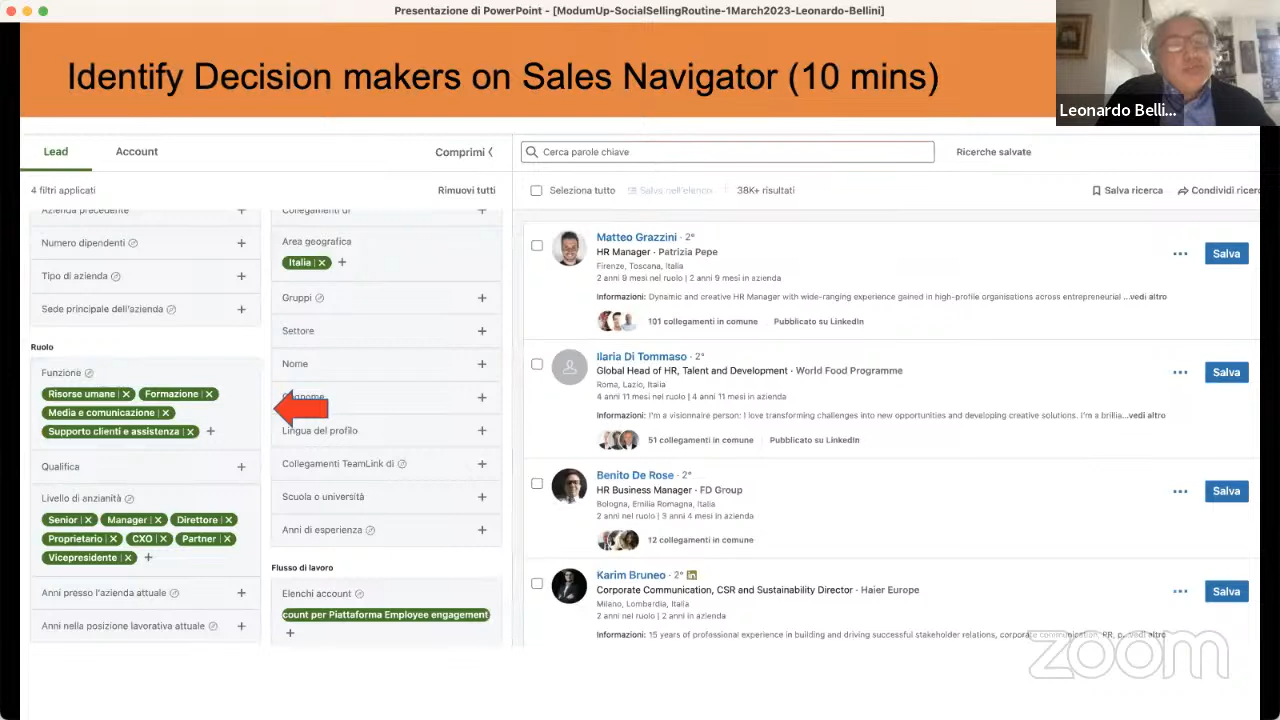 Presentazione di PowerPoint - [ModumUp-SocialSellingRoutine-1March2023-Leonardo-Bellini]
Identify Decision makers on Sales Navigator (10 mins)
Leonardo Belli...
Lead
Account
Comprimi
4 filtri applicati
Rimuovi tutti
Azienda precedente
Numero dipendenti
Tipo di azienda
Sede principale dell'azienda
Ruolo
Funzione
Risorse umane | X Formazione | X
Media e comunicazione | X
Supporto clienti e assistenza | X +
Qualifica
Livello di anzianità
Senior | X Manager | X Direttore | X
Proprietario | X CXO | X Partner | X
Vicepresidente | X +
Anni presso l'azienda attuale
Anni nella posizione lavorativa attuale
Collegamenti di
Area geografica
Italia | X +
Gruppi
Settore
Nome
Cognome
Lingua del profilo
Collegamenti TeamLink di
Scuola o università
Anni di esperienza
Flusso di lavoro
Elenchi account
count per Piattaforma Employee engagement
+
Cerca parole chiave
Ricerche salvate
Seleziona tutto
Salva nell'elenco
38K+ risultati
Salva ricerca
Condividi ricerc
Matteo Grazzini · 2°
HR Manager · Patrizia Pepe
Firenze, Toscana, Italia
2 anni 9 mesi nel ruolo | 2 anni 9 mesi in azienda
Informazioni: Dynamic and creative HR Manager with wide-ranging experience gained in high-profile organisations across entrepreneurial ...vedi altro
101 collegamenti in comune
Pubblicato su LinkedIn
Salva
Ilaria Di Tommaso · 2°
Global Head of HR, Talent and Development · World Food Programme
Roma, Lazio, Italia
4 anni 11 mesi nel ruolo | 4 anni 11 mesi in azienda
Informazioni: I'm a visionnaire person: I love transforming challenges into new opportunities and developing creative solutions. I'm a brillia...vedi altro
51 collegamenti in comune
Pubblicato su LinkedIn
Salva
Benito De Rose · 2°
HR Business Manager · FD Group
Bologna, Emilia Romagna, Italia
2 anni nel ruolo | 3 anni 4 mesi in azienda
12 collegamenti in comune
Salva
Karim Bruneo · 2° in
Corporate Communication, CSR and Sustainability Director · Haier Europe
Milano, Lombardia, Italia
2 anni nel ruolo | 2 anni in azienda
Informazioni: 15 years of professional experience in building and driving successful stakeholder relations, corporate communication, PR, p...vedi altro
Salva
zoom